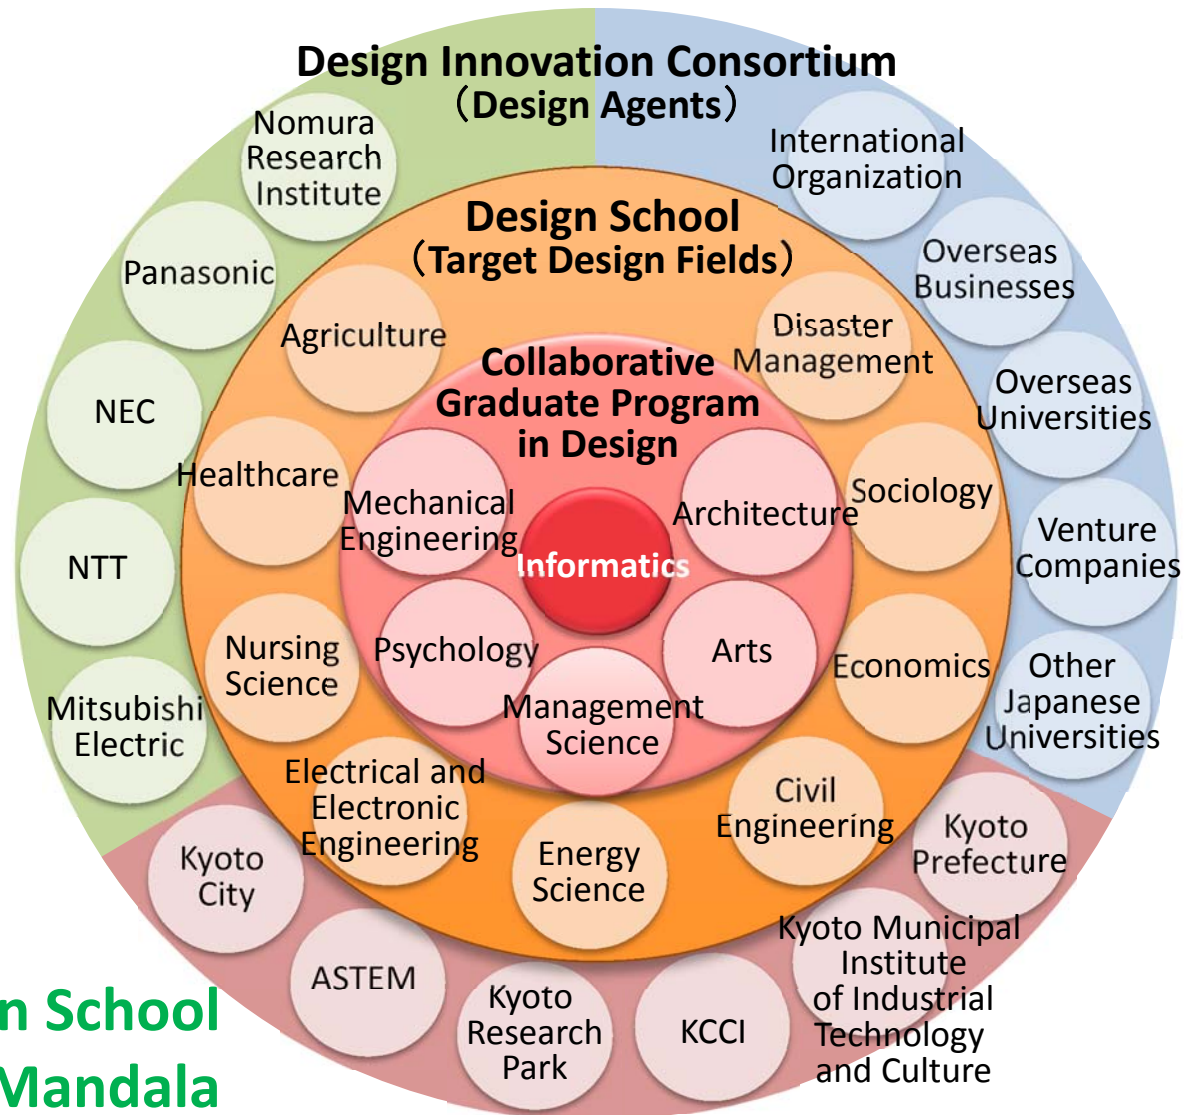 Design Innovation Consortium
（Design Agents）
Nomura
Research
Institute
International
Organization
Panasonic
Overseas
Businesses
Design School
（Target Design Fields）
Agriculture
Disaster
Management
NEC
Overseas
Universities
Collaborative
Graduate Program
in Design
Healthcare
Sociology
Mechanical
Engineering
Architecture
NTT
Informatics
Venture
Companies
Nursing
Science
Psychology
Arts
Economics
Mitsubishi
Electric
Management
Science
Other
Japanese
Universities
Electrical and
Electronic
Engineering
Energy
Science
Civil
Engineering
Kyoto
City
Kyoto
Prefecture
ASTEM
Kyoto
Research
Park
KCCI
Kyoto Municipal
Institute
of Industrial
Technology
and Culture
n School
Mandala